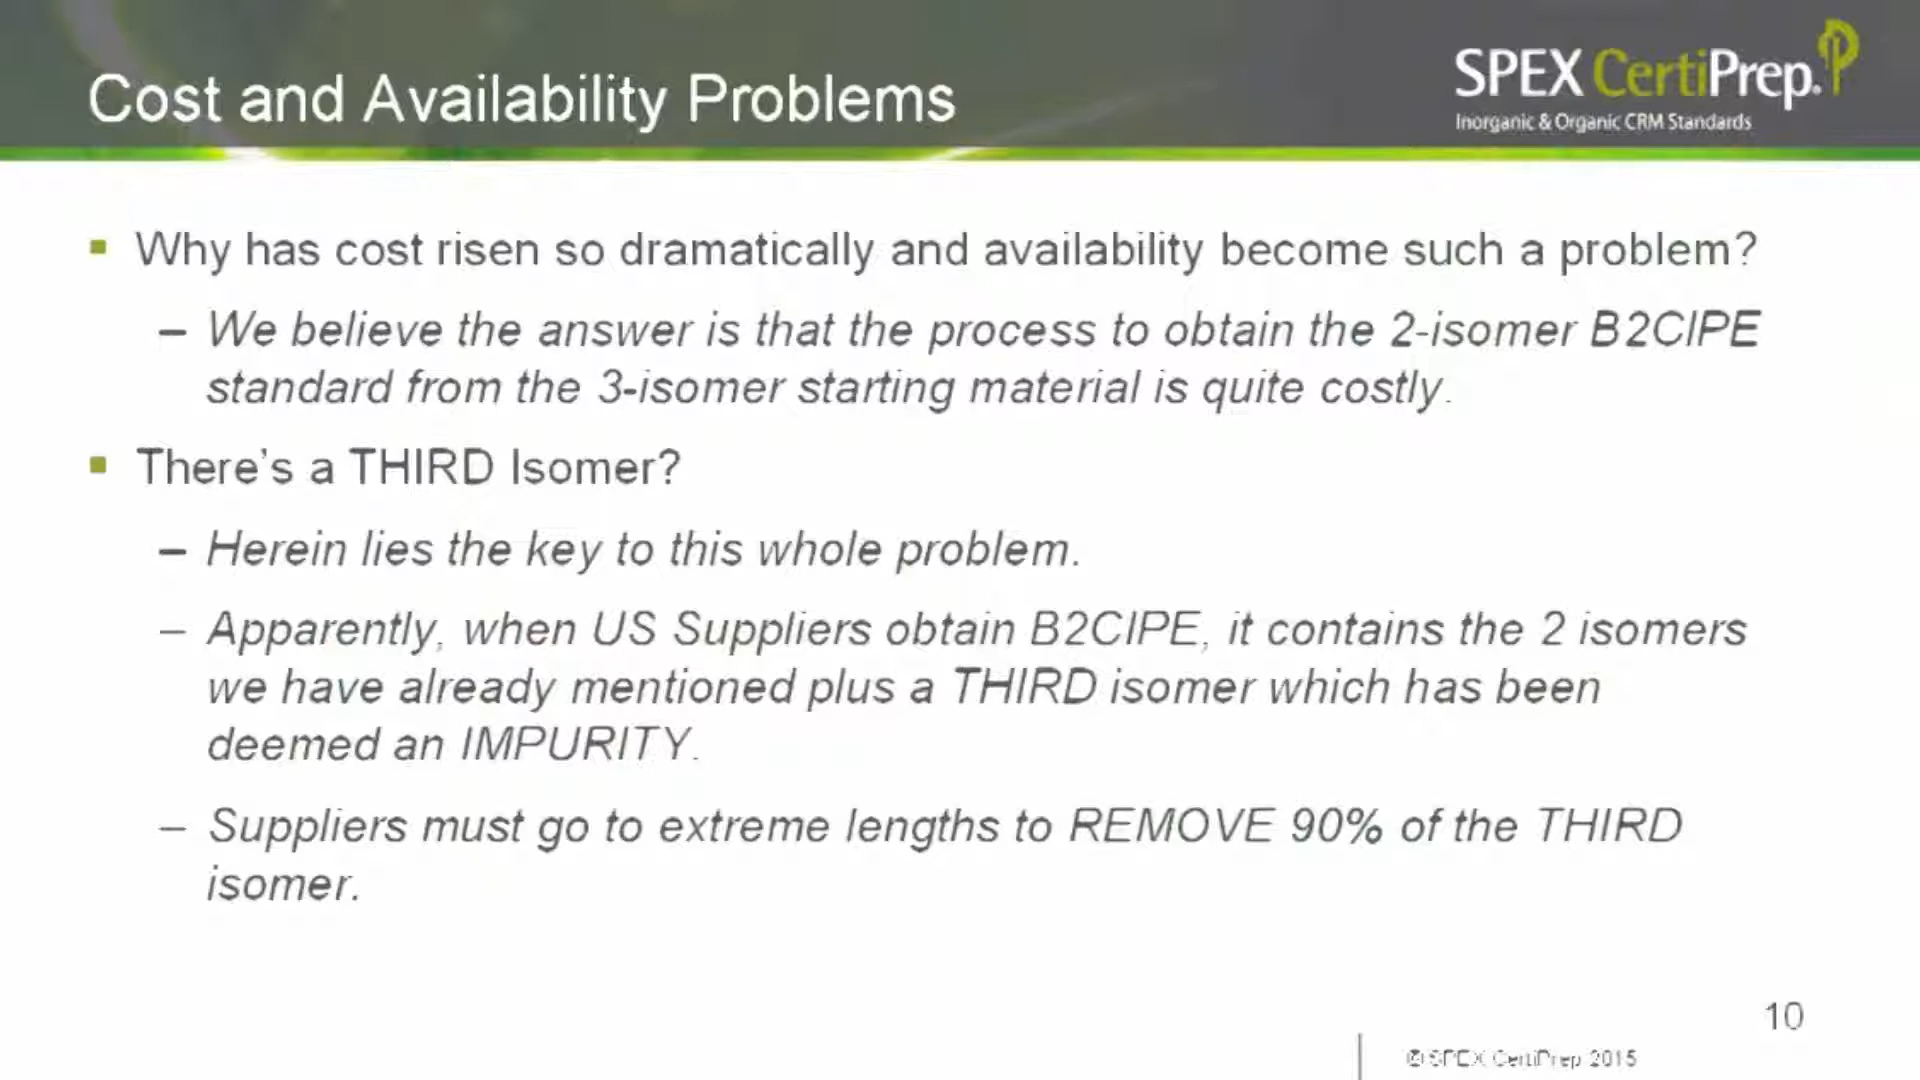 Cost and Availability Problems
SPEX CertiPrep.
Inorganic & Organic CRM Standards
▪ Why has cost risen so dramatically and availability become such a problem?
– We believe the answer is that the process to obtain the 2-isomer B2CIPE
standard from the 3-isomer starting material is quite costly.
▪ There's a THIRD Isomer?
– Herein lies the key to this whole problem.
– Apparently, when US Suppliers obtain B2CIPE, it contains the 2 isomers
we have already mentioned plus a THIRD isomer which has been
deemed an IMPURITY.
– Suppliers must go to extreme lengths to REMOVE 90% of the THIRD
isomer.
10
© SPEX CertiPrep 2015